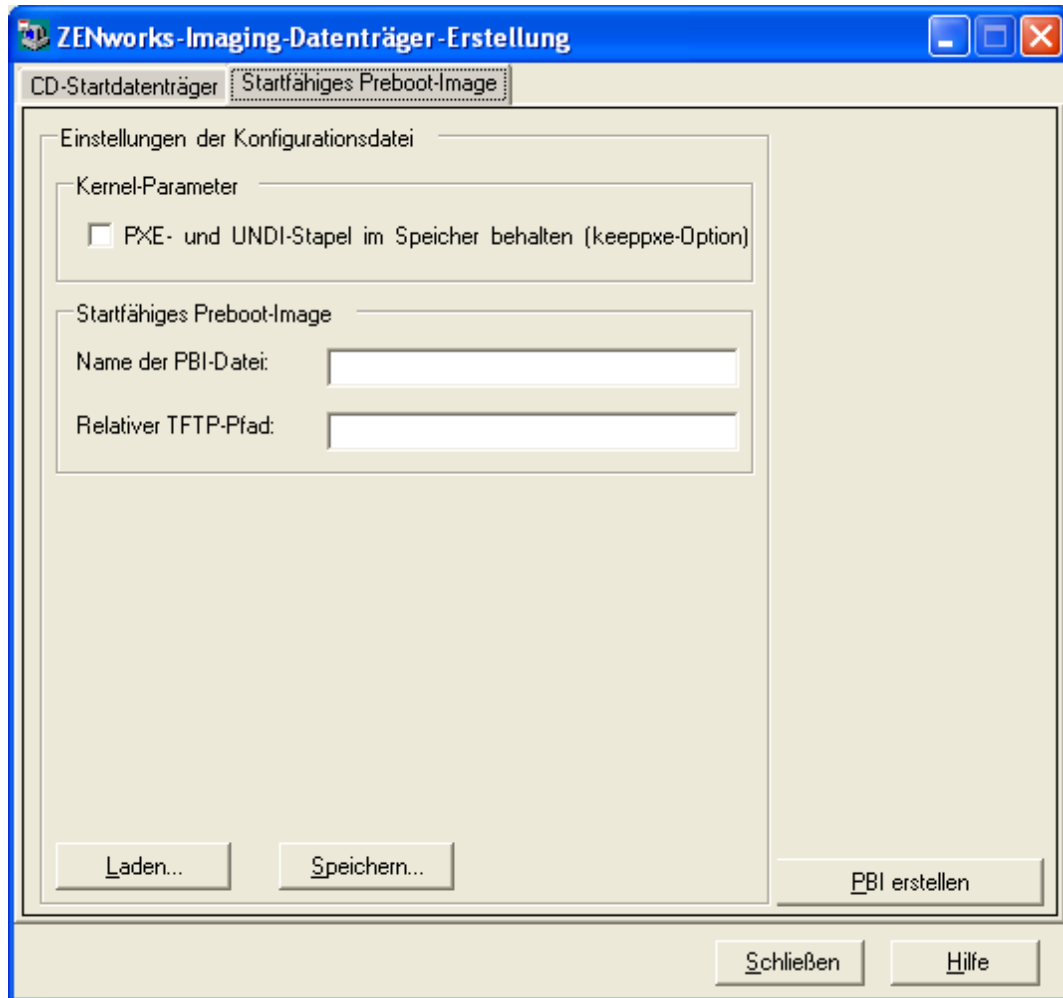 ZENworks-Imaging-Datenträger-Erstellung
CD-Startdatenträger
Startfähiges Preboot-Image
Einstellungen der Konfigurationsdatei
Kernel-Parameter
PXE- und UNDI-Stapel im Speicher behalten (keeppxe-Option)
Startfähiges Preboot-Image
Name der PBI-Datei:
Relativer TFTP-Pfad:
Laden...
Speichern...
PBI erstellen
Schließen
Hilfe